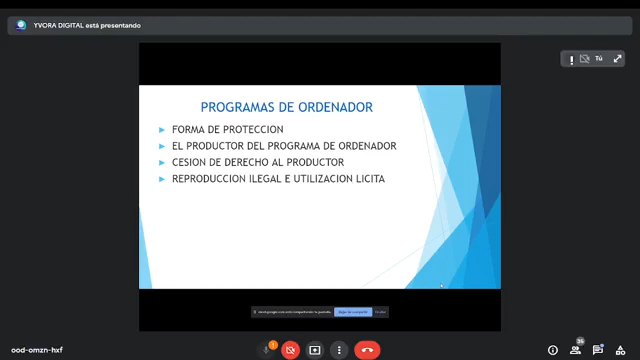 YVORA DIGITAL está presentando
Tú
PROGRAMAS DE ORDENADOR
FORMA DE PROTECCION
EL PRODUCTOR DEL PROGRAMA DE ORDENADOR
CESION DE DERECHO AL PRODUCTOR
REPRODUCCION ILEGAL E UTILIZACION LICITA
36
ood-omzn-hxf